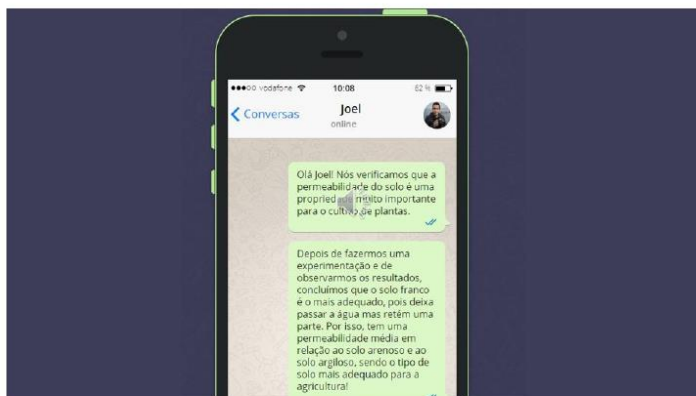 vodafone 10:08 62 %
Conversas Joel
online
Olá Joel! Nós verificamos que a
permeabilidade do solo é uma
propriedade muito importante
para o cultivo de plantas.
Depois de fazermos uma
experimentação e de
observarmos os resultados,
concluímos que o solo franco
é o mais adequado, pois deixa
passar a água mas retém uma
parte. Por isso, tem uma
permeabilidade média em
relação ao solo arenoso e ao
solo argiloso, sendo o tipo de
solo mais adequado para a
agricultura!